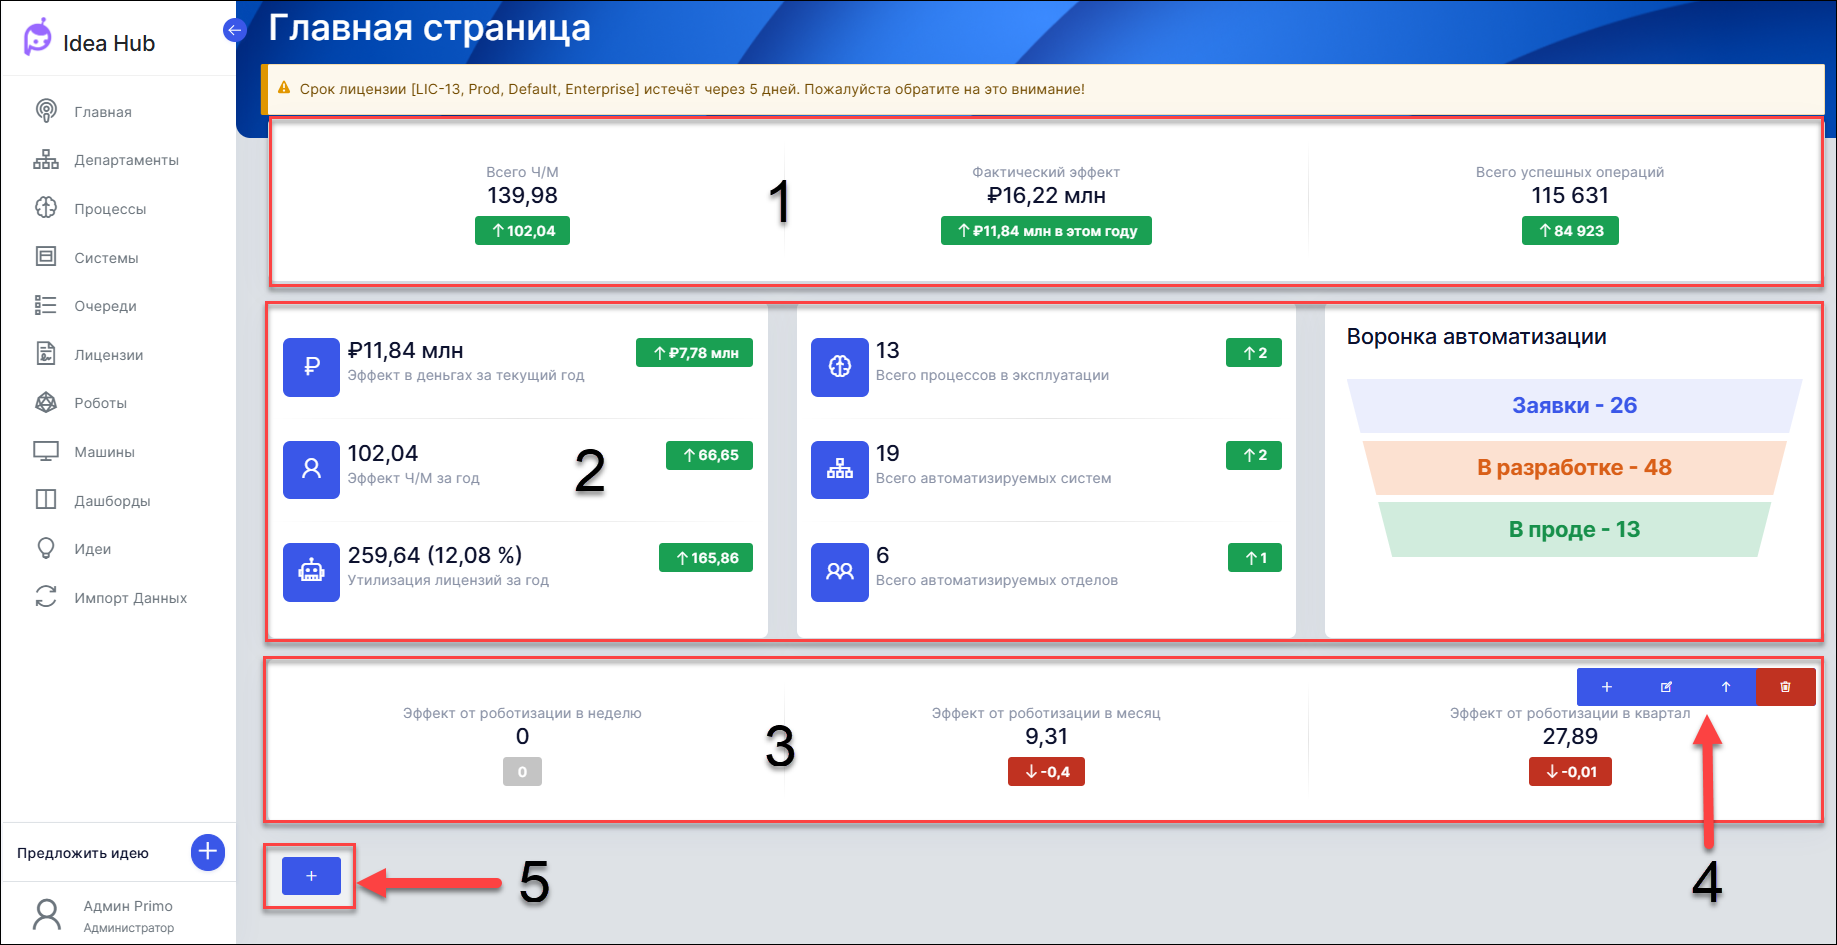 Idea Hub
Главная
Департаменты
Процессы
Системы
Очереди
Лицензии
Роботы
Машины
Дашборды
Идеи
Импорт Данных
Предложить идею
Админ Primo
Администратор
Главная страница
Срок лицензии [LIC-13, Prod, Default, Enterprise] истечёт через 5 дней. Пожалуйста обратите на это внимание!
Всего Ч/М
139,98
↑ 102,04
1
Фактический эффект
₽16,22 млн
↑ ₽11,84 млн в этом году
Всего успешных операций
115 631
↑ 84 923
₽
₽11,84 млн
Эффект в деньгах за текущий год
↑ ₽7,78 млн
102,04
Эффект Ч/М за год
↑ 66,65
2
259,64 (12,08 %)
Утилизация лицензий за год
↑ 165,86
13
Всего процессов в эксплуатации
↑ 2
19
Всего автоматизируемых систем
↑ 2
6
Всего автоматизируемых отделов
↑ 1
Воронка автоматизации
Заявки - 26
В разработке - 48
В проде - 13
Эффект от роботизации в неделю
0
0
3
Эффект от роботизации в месяц
9,31
↓ -0,4
Эффект от роботизации в квартал
27,89
↓ -0,01
4
+
5